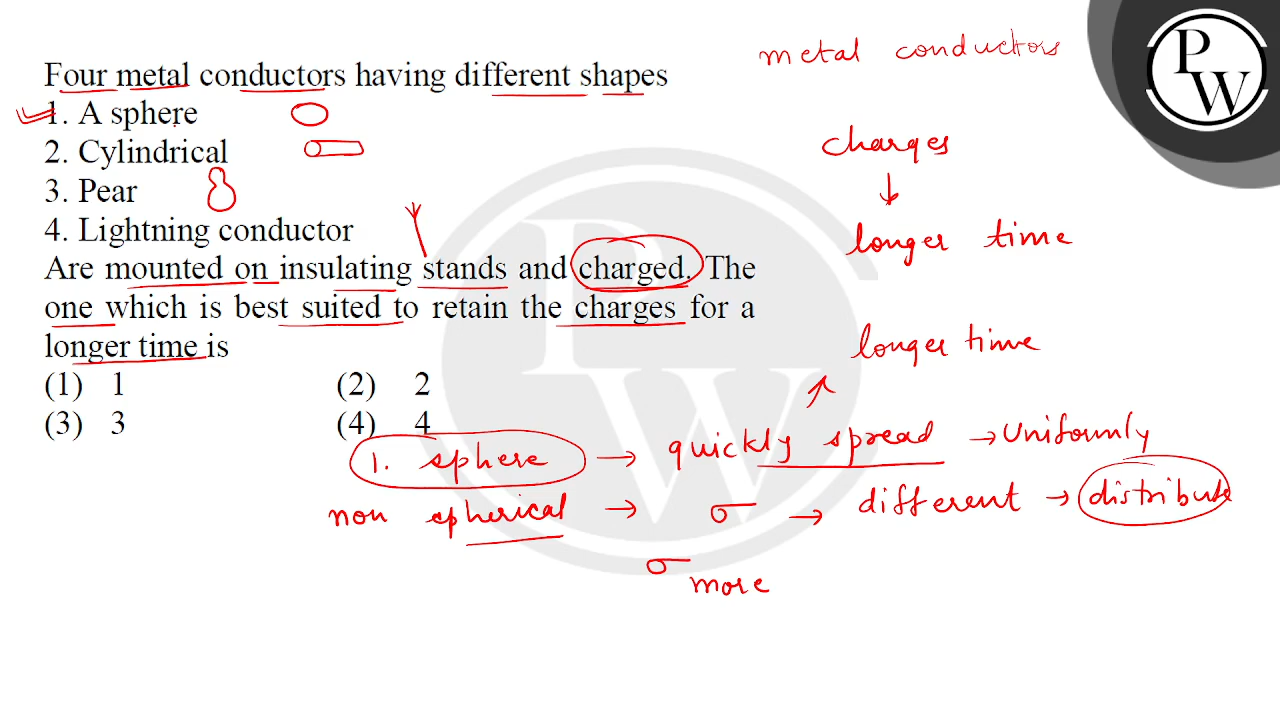 metal conductors
Four metal conductors having different shapes
1. A sphere
2. Cylindrical
3. Pear
4. Lightning conductor
Are mounted on insulating stands and charged. The
one which is best suited to retain the charges for a
longer time is
(1) 1 (2) 2
(3) 3 (4) 4
charges
longer time
longer time
1. sphere → quickly spread → Uniformly
non spherical → σ → different → distribute
σ more
P
W
P
W